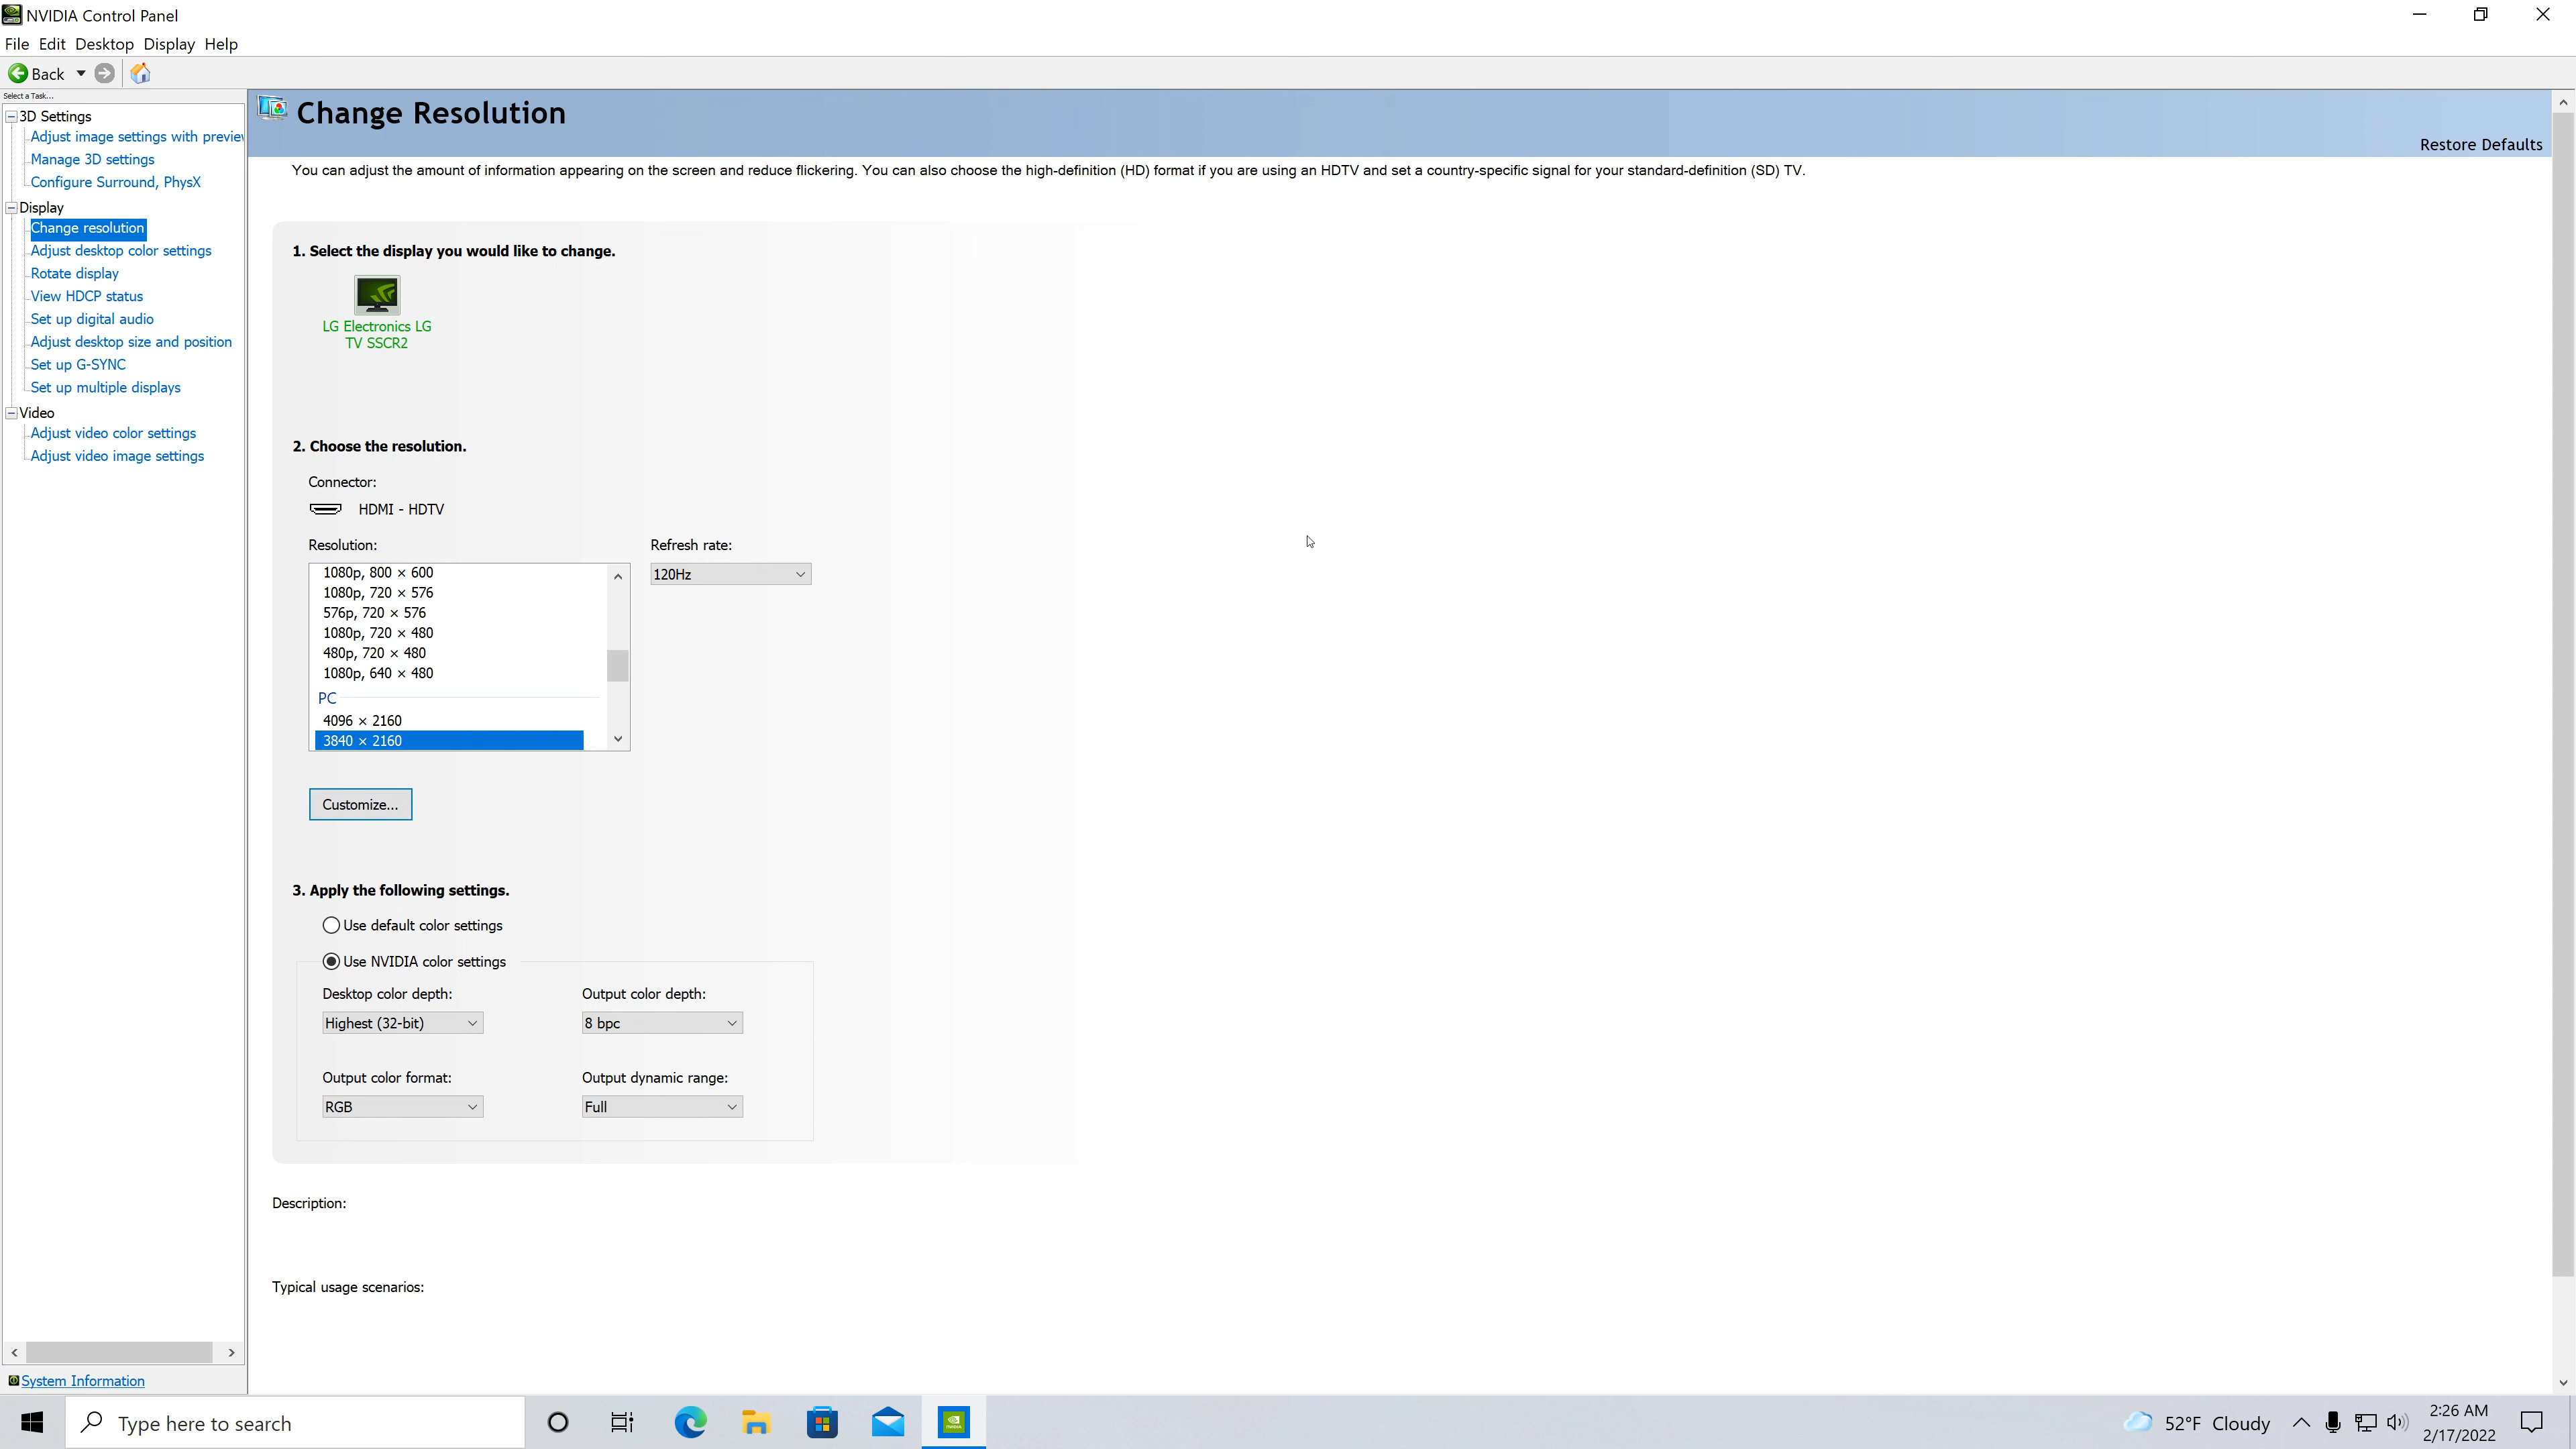 NVIDIA Control Panel
File Edit Desktop Display Help
Back
Select a Task...
3D Settings
Adjust image settings with preview
Manage 3D settings
Configure Surround, PhysX
Display
Change resolution
Adjust desktop color settings
Rotate display
View HDCP status
Set up digital audio
Adjust desktop size and position
Set up G-SYNC
Set up multiple displays
Video
Adjust video color settings
Adjust video image settings
System Information
Change Resolution
Restore Defaults
You can adjust the amount of information appearing on the screen and reduce flickering. You can also choose the high-definition (HD) format if you are using an HDTV and set a country-specific signal for your standard-definition (SD) TV.
1. Select the display you would like to change.
LG Electronics LG
TV SSCR2
2. Choose the resolution.
Connector:
HDMI - HDTV
Resolution:
1080p, 800 × 600
1080p, 720 × 576
576p, 720 × 576
1080p, 720 × 480
480p, 720 × 480
1080p, 640 × 480
PC
4096 × 2160
3840 × 2160
Refresh rate:
120Hz
Customize...
3. Apply the following settings.
Use default color settings
Use NVIDIA color settings
Desktop color depth:
Highest (32-bit)
Output color depth:
8 bpc
Output color format:
RGB
Output dynamic range:
Full
Description:
Typical usage scenarios:
Type here to search
52°F Cloudy
2:26 AM
2/17/2022